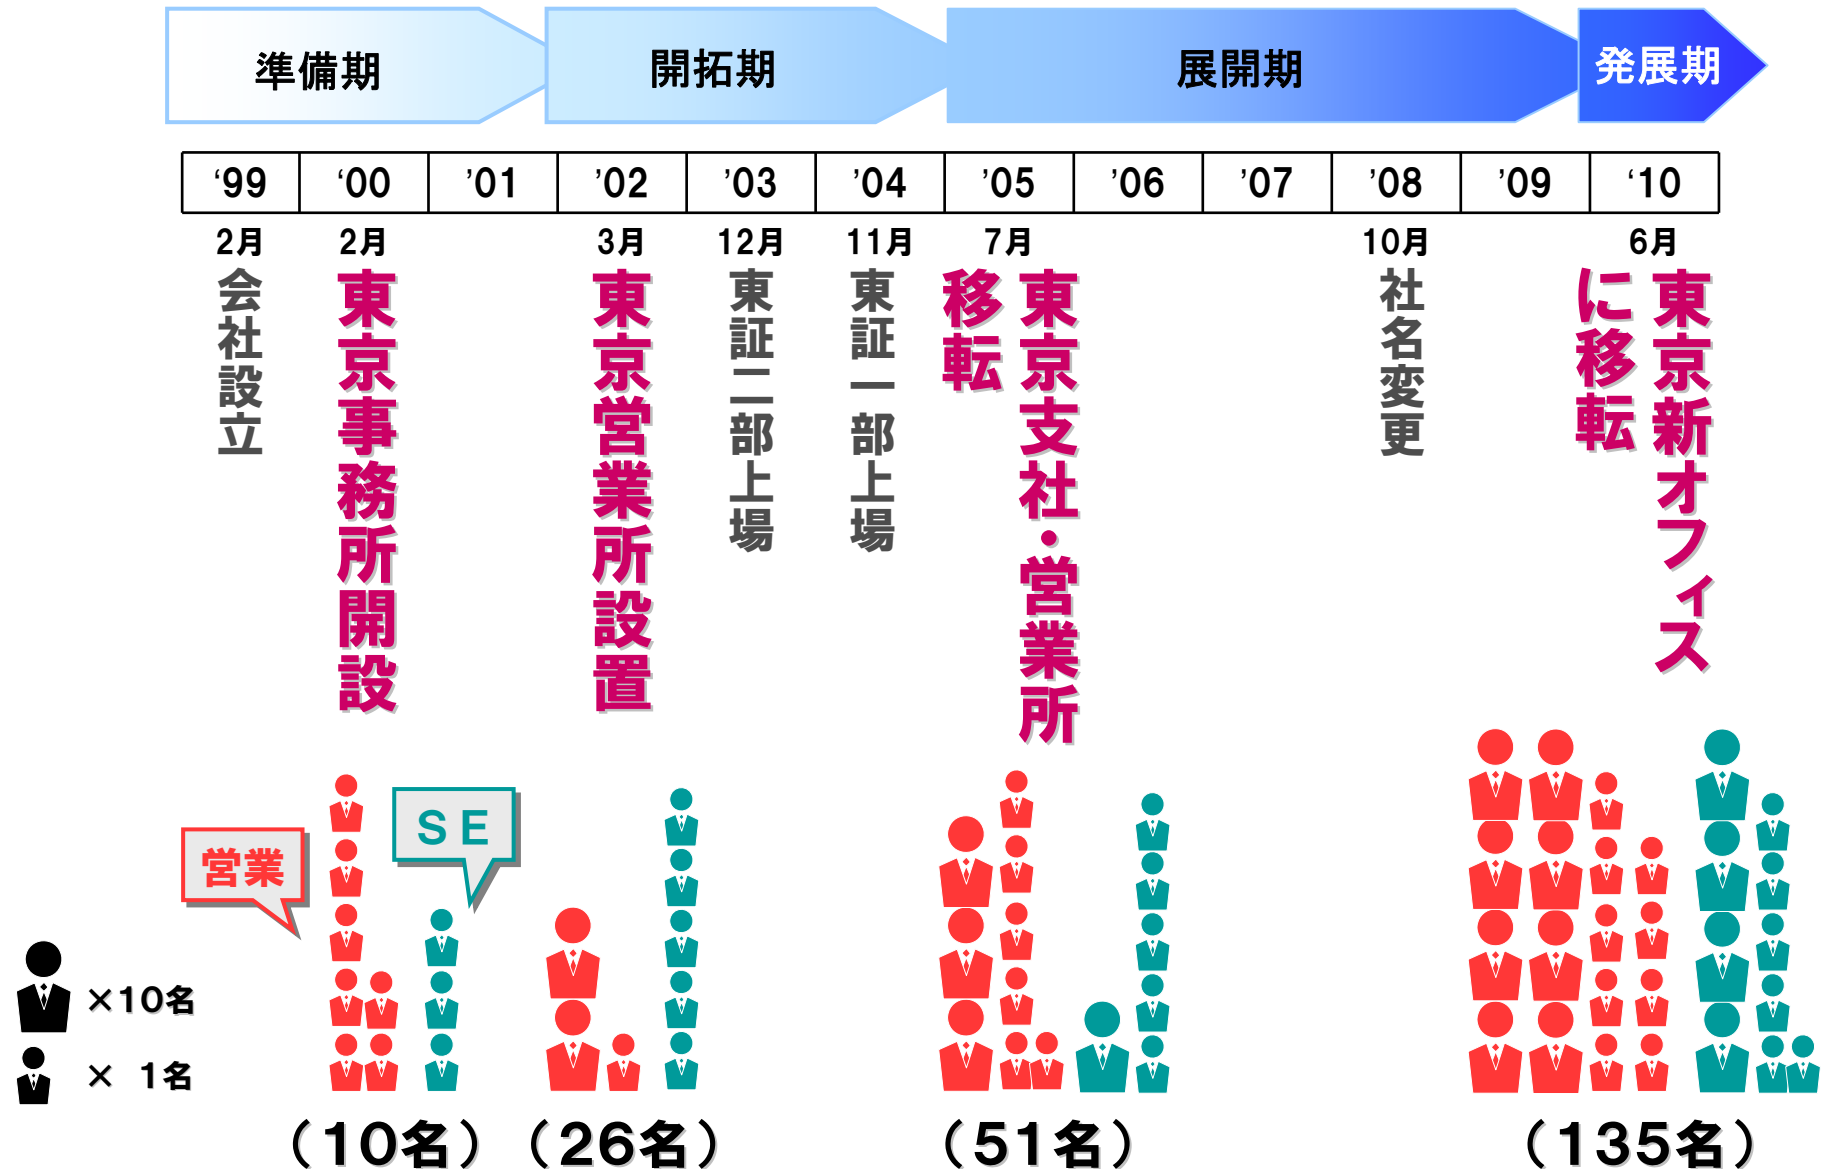 準備期
開拓期
展開期
発展期
‘99
‘00
’01
’02
’03
’04
’05
’06
’07
’08
’09
‘10
2月
会社設立
2月
東京事務所開設
3月
東京営業所設置
12月
東証二部上場
11月
東証一部上場
7月
東京支社・営業所
移転
10月
社名変更
6月
東京新オフィス
に移転
営業
ＳＥ
×10名
× 1名
（10名）
（26名）
（51名）
（135名）